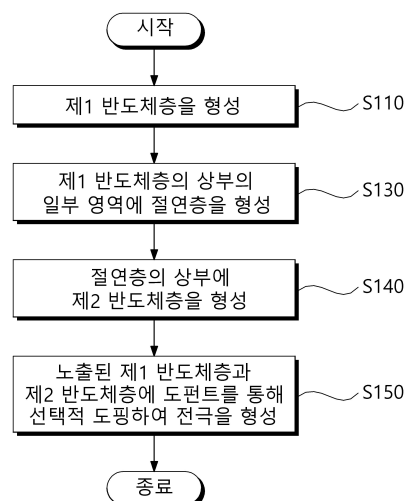 시작
제1 반도체층을 형성
S110
제1 반도체층의 상부의
일부 영역에 절연층을 형성
S130
절연층의 상부에
제2 반도체층을 형성
S140
노출된 제1 반도체층과
제2 반도체층에 도펀트를 통해
선택적 도핑하여 전극을 형성
S150
종료